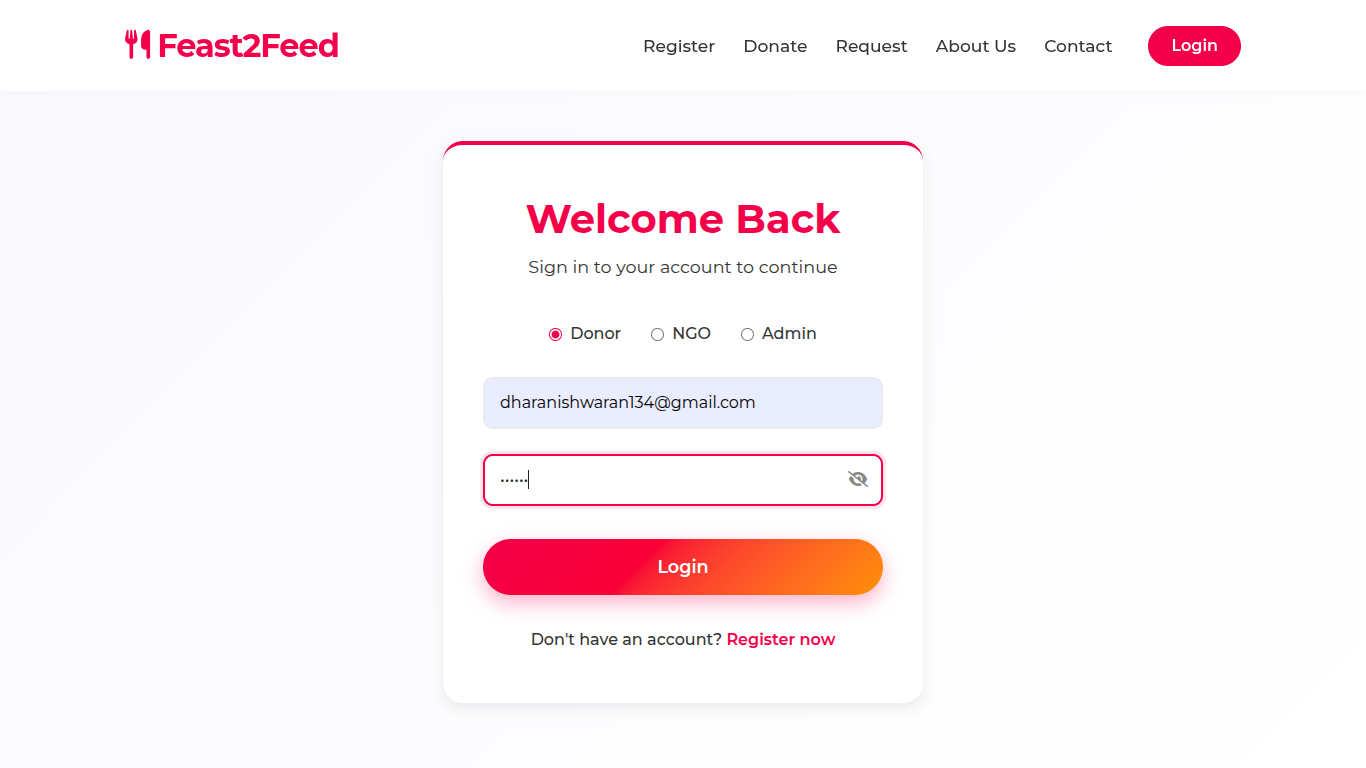 Feast2Feed
Register Donate Request About Us Contact Login
Welcome Back
Sign in to your account to continue
Donor NGO Admin
dharanishwaran134@gmail.com
······
Login
Don't have an account? Register now